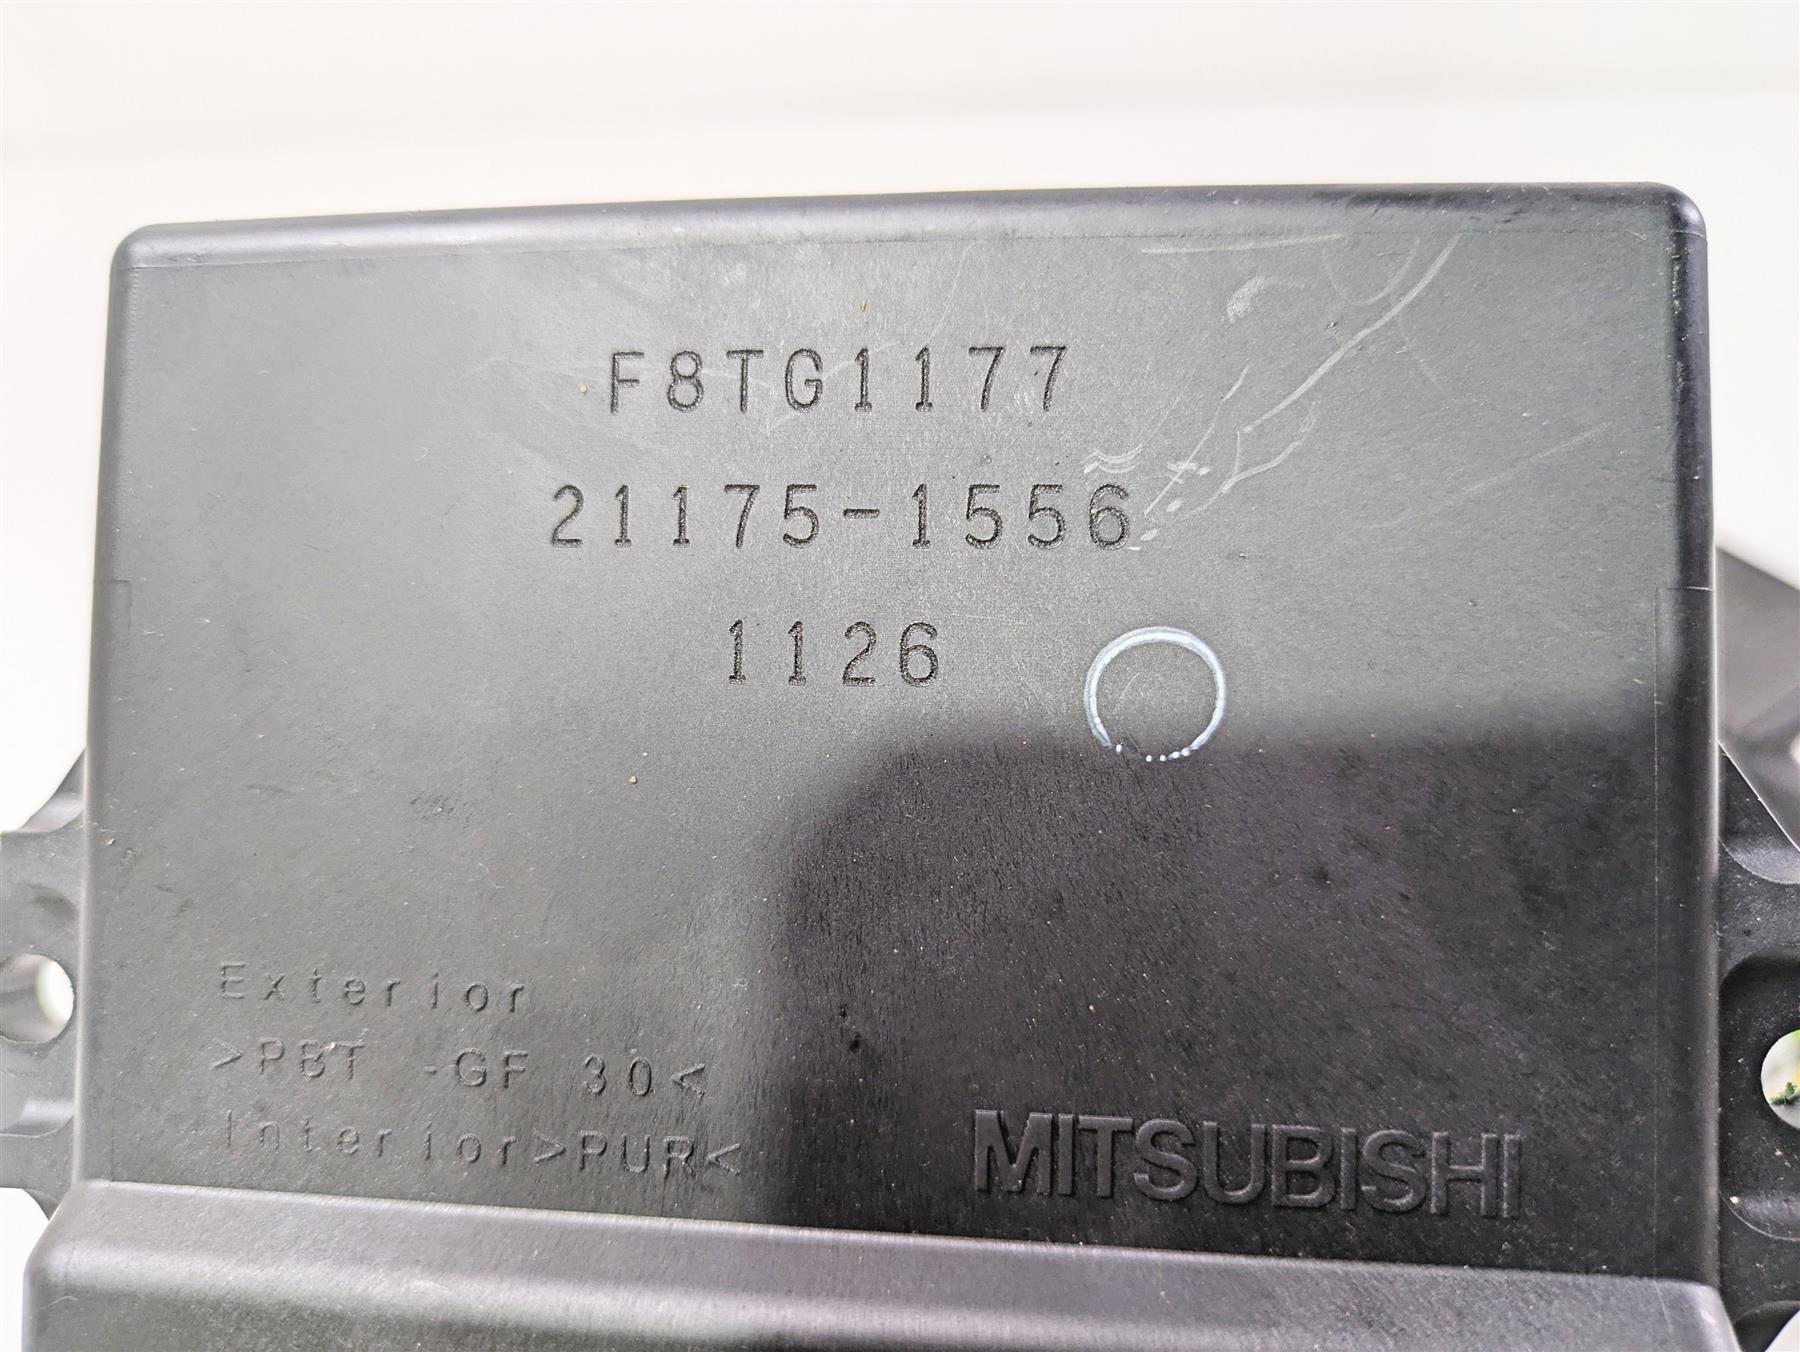 F8TG1177
21175-1556
1126
Exterior
>PBT -GF 30<
Interior>PUR<
MITSUBISHI